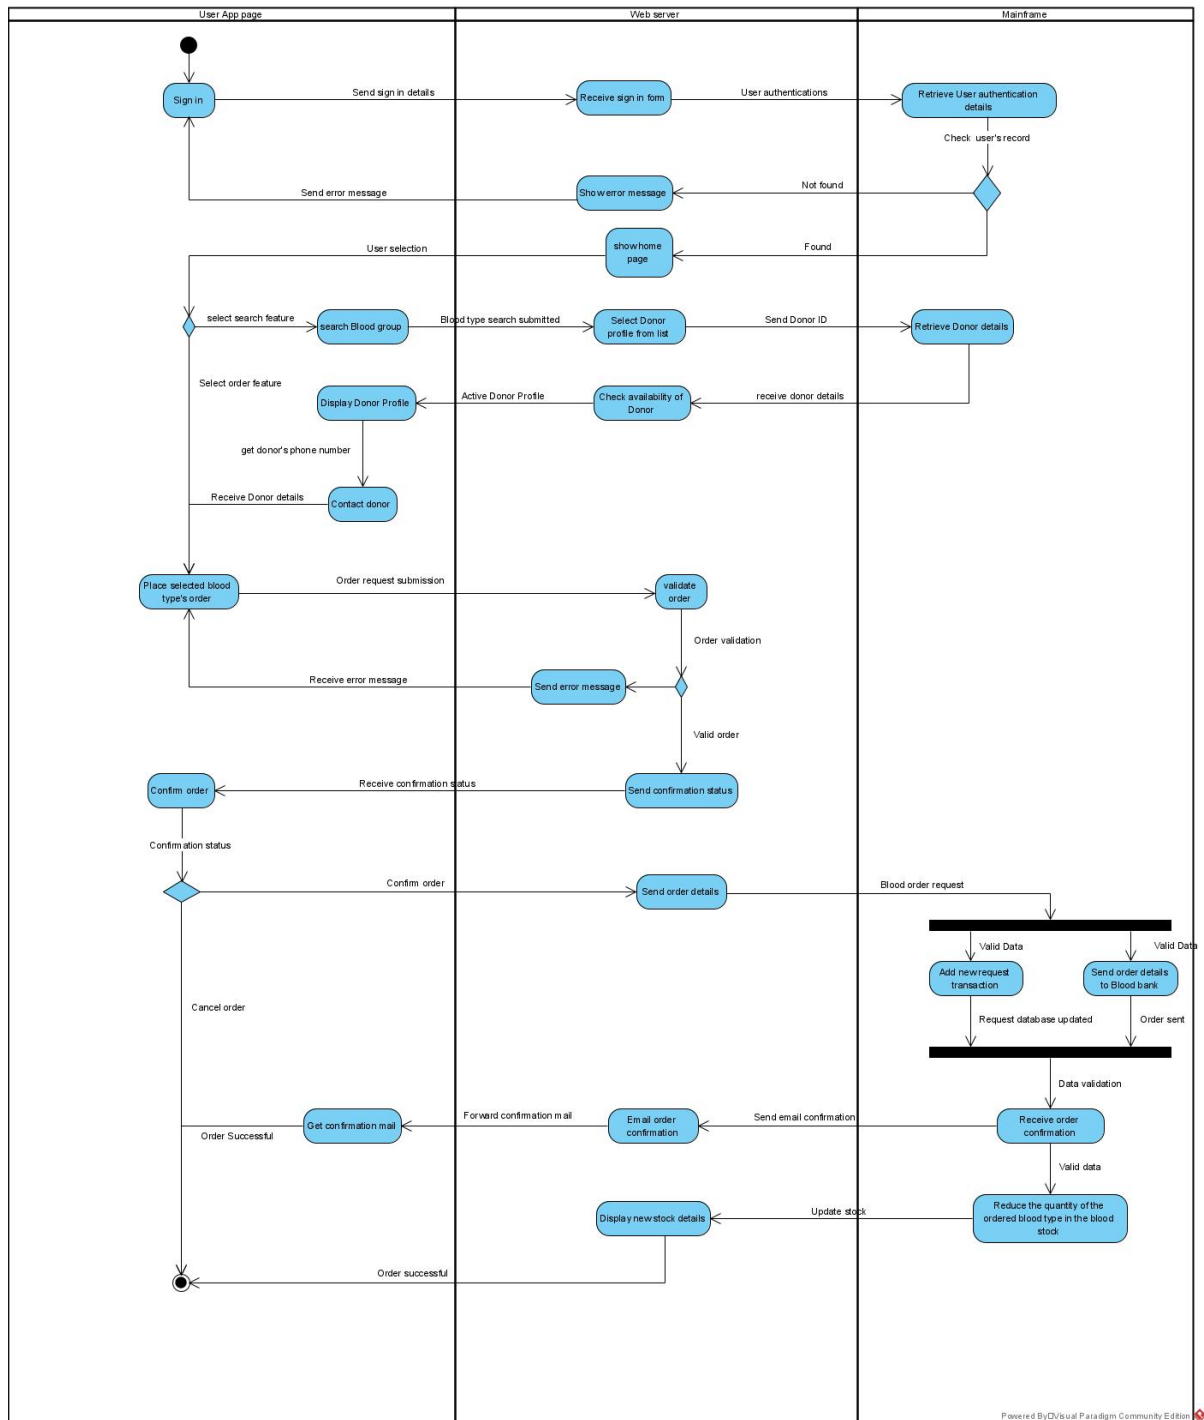 User App page
Web server
Mainframe
Sign in
Send sign in details
Receive sign in form
User authentications
Retrieve User authentication
details
Check user's record
Send error message
Show error message
Not found
User selection
show home
page
Found
select search feature
search Blood group
Blood type search submitted
Select Donor
profile from list
Send Donor ID
Retrieve Donor details
Select order feature
Display Donor Profile
Active Donor Profile
Check availability of
Donor
receive donor details
get donor's phone number
Receive Donor details
Contact donor
Place selected blood
type's order
Order request submission
validate
order
Order validation
Receive error message
Send error message
Valid order
Confirm order
Receive confirmation status
Send confirmation status
Confirmation status
Confirm order
Send order details
Blood order request
Valid Data
Valid Data
Add new request
transaction
Send order details
to Blood bank
Cancel order
Request database updated
Order sent
Data validation
Order Successful
Get confirmation mail
Forward confirmation mail
Email order
confirmation
Send email confirmation
Receive order
confirmation
Valid data
Display new stock details
Update stock
Reduce the quantity of the
ordered blood type in the blood
stock
Order successful
Powered By Visual Paradigm Community Edition